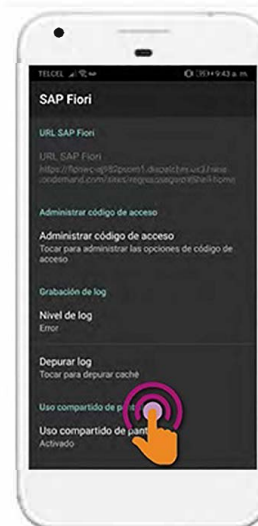 TELCEL
9:43 a. m.
SAP Fiori
URL SAP Fiori
URL SAP Fiori
Administrar código de acceso
Administrar código de acceso
Tocar para administrar las opciones de código de
acceso
Grabación de log
Nivel de log
Error
Depurar log
Tocar para depurar caché
Uso compartido de
Uso compartido de
Activado